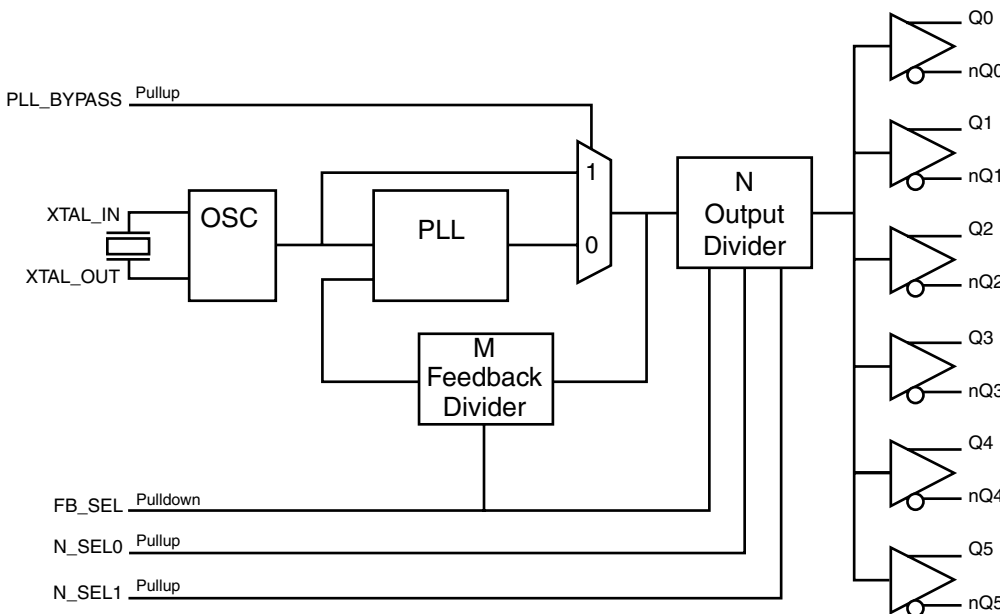 PLL_BYPASS Pullup
XTAL_IN
XTAL_OUT
OSC
PLL
1
0
M
Feedback
Divider
N
Output
Divider
FB_SEL Pulldown
N_SEL0 Pullup
N_SEL1 Pullup
Q0
nQ0
Q1
nQ1
Q2
nQ2
Q3
nQ3
Q4
nQ4
Q5
nQ5